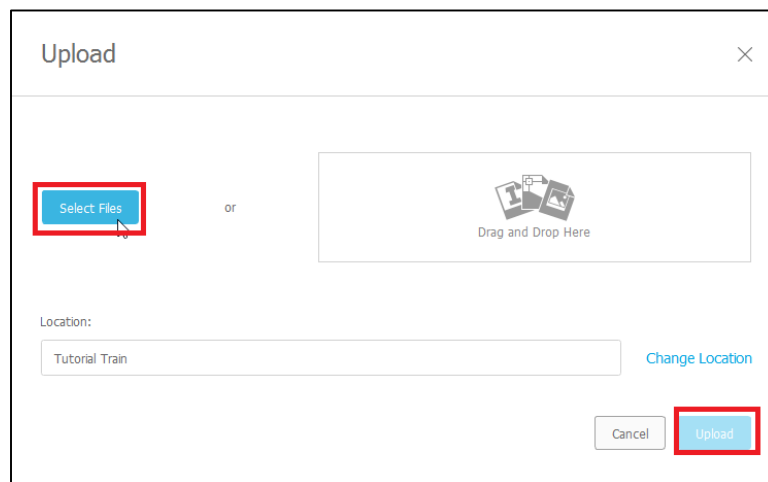 Upload
Select Files
or
Drag and Drop Here
Location:
Tutorial Train
Change Location
Cancel
Upload